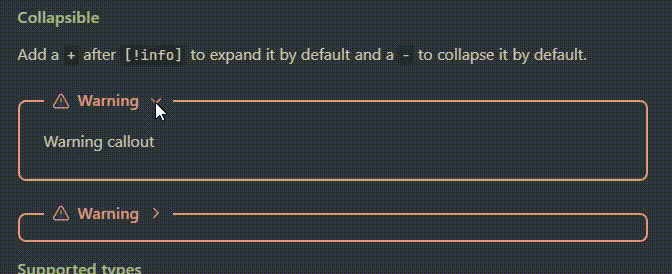 Collapsible
Add a + after [!info] to expand it by default and a - to collapse it by default.
Warning
Warning callout
Warning
Supported types